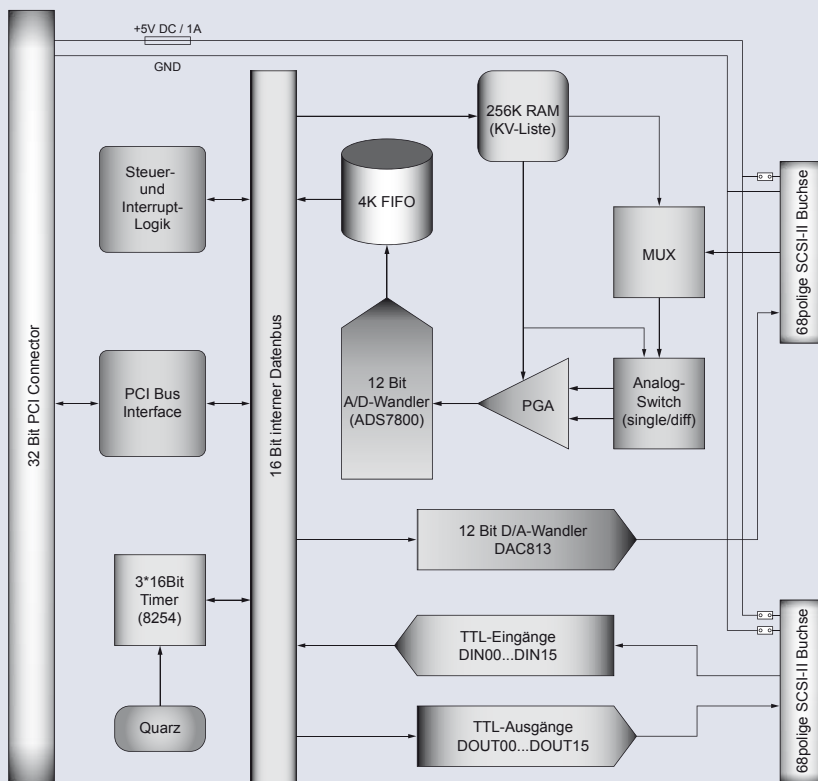 +5V DC / 1A
GND
32 Bit PCI Connector
Steuer-
und
Interrupt-
Logik
PCI Bus
Interface
3*16Bit
Timer
(8254)
Quarz
16 Bit interner Datenbus
256K RAM
(KV-Liste)
4K FIFO
MUX
12 Bit
A/D-Wandler
(ADS7800)
PGA
Analog-
Switch
(single/diff)
12 Bit D/A-Wandler
DAC813
TTL-Eingänge
DIN00...DIN15
TTL-Ausgänge
DOUT00...DOUT15
68polige SCSI-II Buchse
68polige SCSI-II Buchse